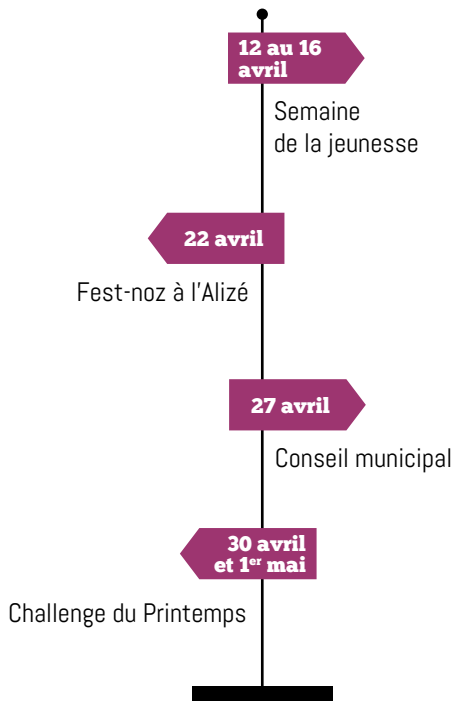 12 au 16
avril
Semaine
de la jeunesse
22 avril
Fest-noz à l'Alizé
27 avril
Conseil municipal
30 avril
et 1er mai
Challenge du Printemps